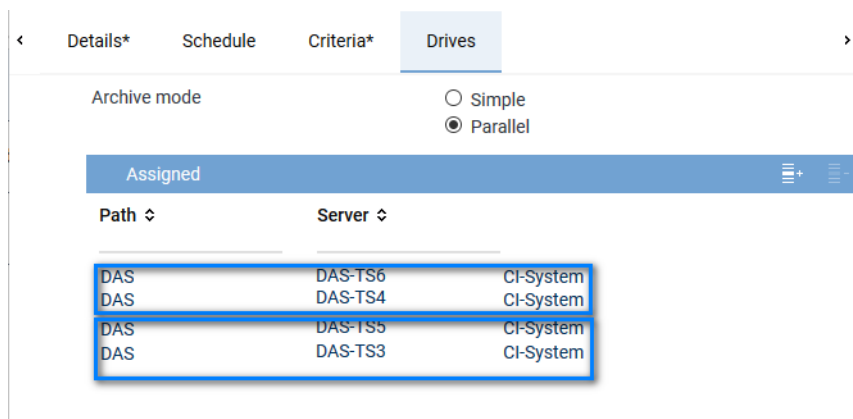 Details* Schedule Criteria* Drives
Archive mode
Simple
Parallel
Assigned
Path Server
DAS DAS-TS6 CI-System
DAS DAS-TS4 CI-System
DAS DAS-TS5 CI-System
DAS DAS-TS3 CI-System